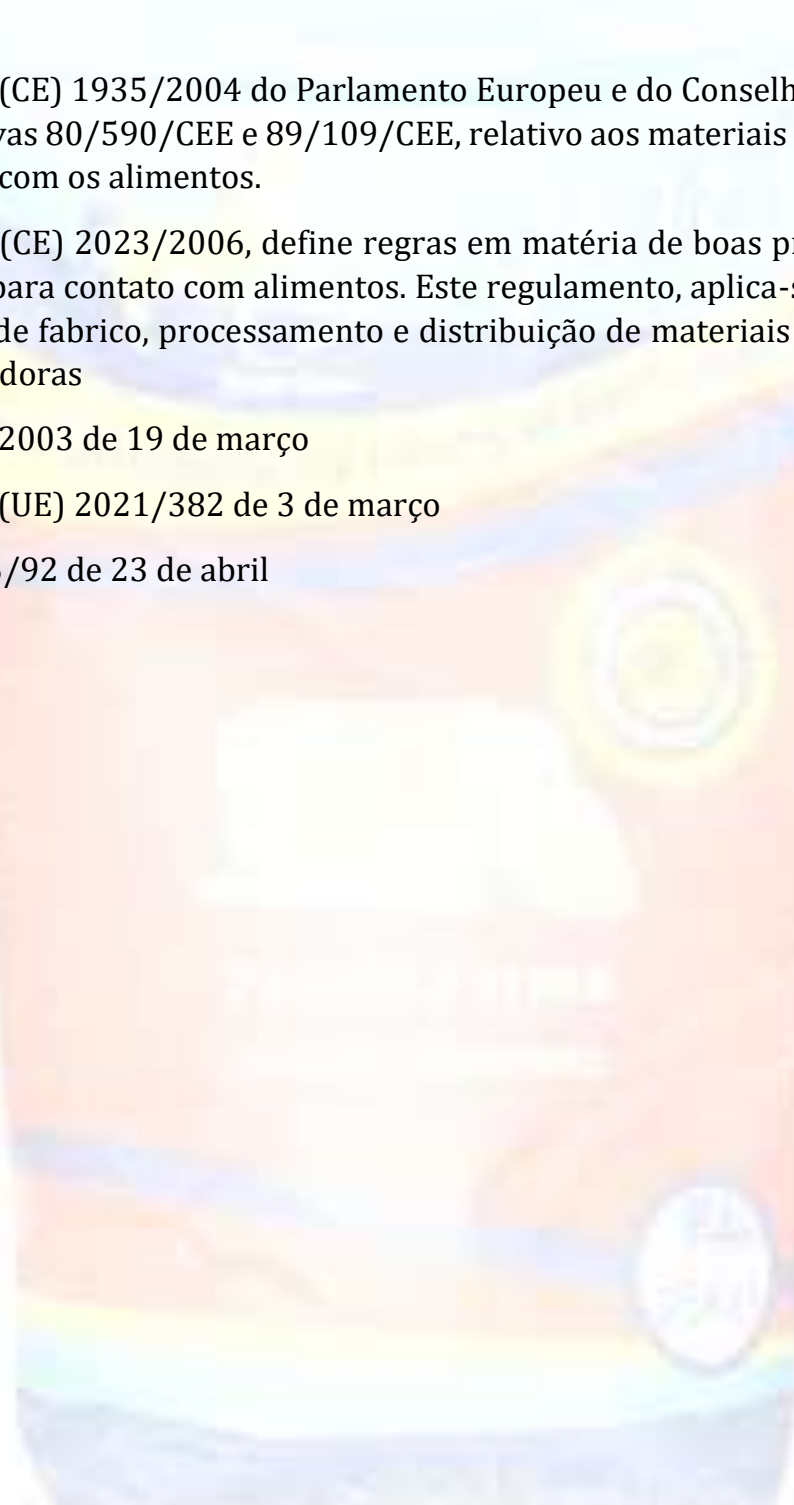 (CE) 1935/2004 do Parlamento Europeu e do Conselh
vas 80/590/CEE e 89/109/CEE, relativo aos materiais
com os alimentos.
(CE) 2023/2006, define regras em matéria de boas pr
para contato com alimentos. Este regulamento, aplica-s
de fabrico, processamento e distribuição de materiais
doras
2003 de 19 de março
(UE) 2021/382 de 3 de março
/92 de 23 de abril